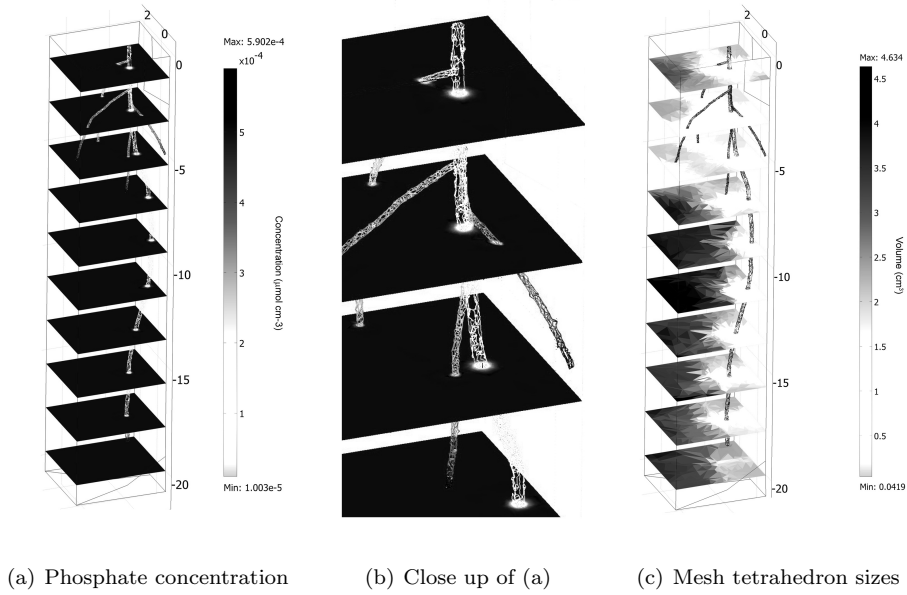 2
0
Max: 5.902e-4
x10⁻⁴
0
5
-5
4
3
Concentration (μmol cm-3)
-10
2
-15
1
-20
Min: 1.003e-5
2
0
Max: 4.634
0
4.5
4
-5
3.5
3
2.5
Volume (cm³)
-10
2
1.5
-15
1
0.5
-20
Min: 0.0419
(a) Phosphate concentration
(b) Close up of (a)
(c) Mesh tetrahedron sizes